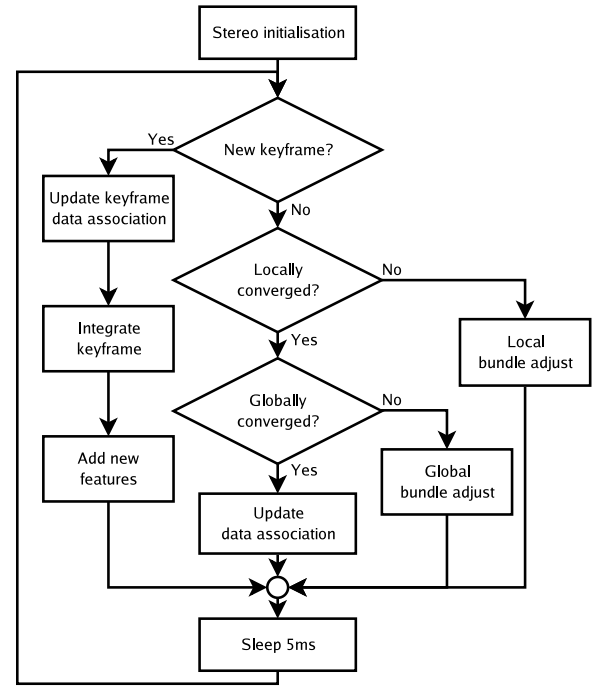 Stereo initialisation
New keyframe?
Yes
No
Update keyframe
data association
Locally
converged?
No
Yes
Integrate
keyframe
Local
bundle adjust
Globally
converged?
No
Yes
Add new
features
Global
bundle adjust
Update
data association
Sleep 5ms